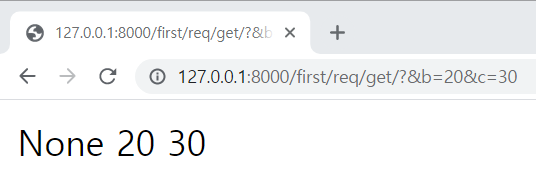 127.0.0.1:8000/first/req/get/?&b
127.0.0.1:8000/first/req/get/?&b=20&c=30
None 20 30